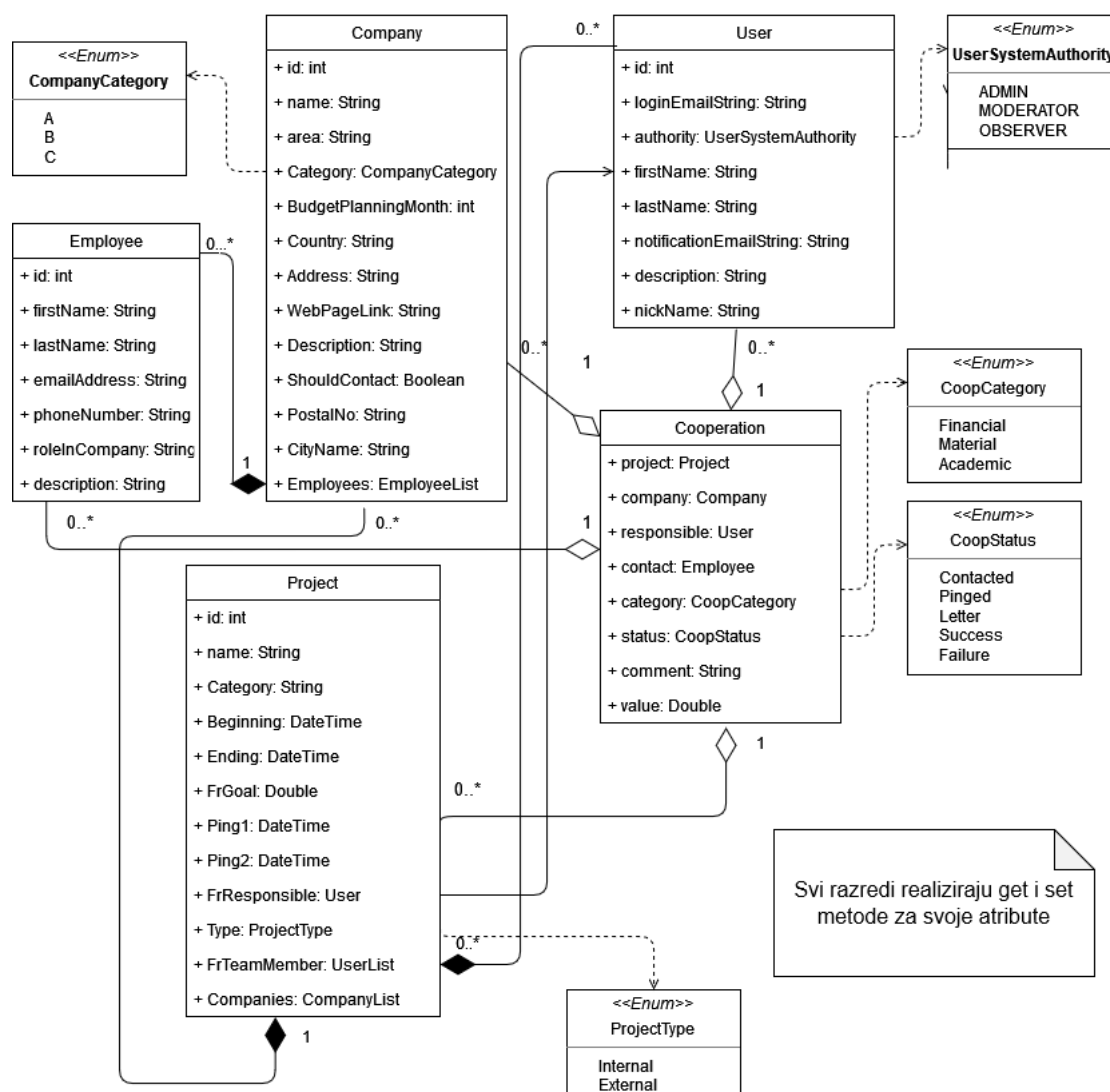 <<Enum>>
CompanyCategory
A
B
C
Company
+ id: int
+ name: String
+ area: String
+ Category: CompanyCategory
+ BudgetPlanningMonth: int
+ Country: String
+ Address: String
+ WebPageLink: String
+ Description: String
+ ShouldContact: Boolean
+ PostalNo: String
+ CityName: String
+ Employees: EmployeeList
0..*
User
+ id: int
+ loginEmailString: String
+ authority: UserSystemAuthority
+ firstName: String
+ lastName: String
+ notificationEmailString: String
+ description: String
+ nickName: String
<<Enum>>
UserSystemAuthority
ADMIN
MODERATOR
OBSERVER
Employee
+ id: int
+ firstName: String
+ lastName: String
+ emailAddress: String
+ phoneNumber: String
+ roleInCompany: String
+ description: String
0...*
1
0..*
0..*
0..*
1
0..*
1
1
Cooperation
+ project: Project
+ company: Company
+ responsible: User
+ contact: Employee
+ category: CoopCategory
+ status: CoopStatus
+ comment: String
+ value: Double
<<Enum>>
CoopCategory
Financial
Material
Academic
<<Enum>>
CoopStatus
Contacted
Pinged
Letter
Success
Failure
Project
+ id: int
+ name: String
+ Category: String
+ Beginning: DateTime
+ Ending: DateTime
+ FrGoal: Double
+ Ping1: DateTime
+ Ping2: DateTime
+ FrResponsible: User
+ Type: ProjectType
+ FrTeamMember: UserList
+ Companies: CompanyList
1
0..*
0..*
1
Svi razredi realiziraju get i set
metode za svoje atribute
<<Enum>>
ProjectType
Internal
External